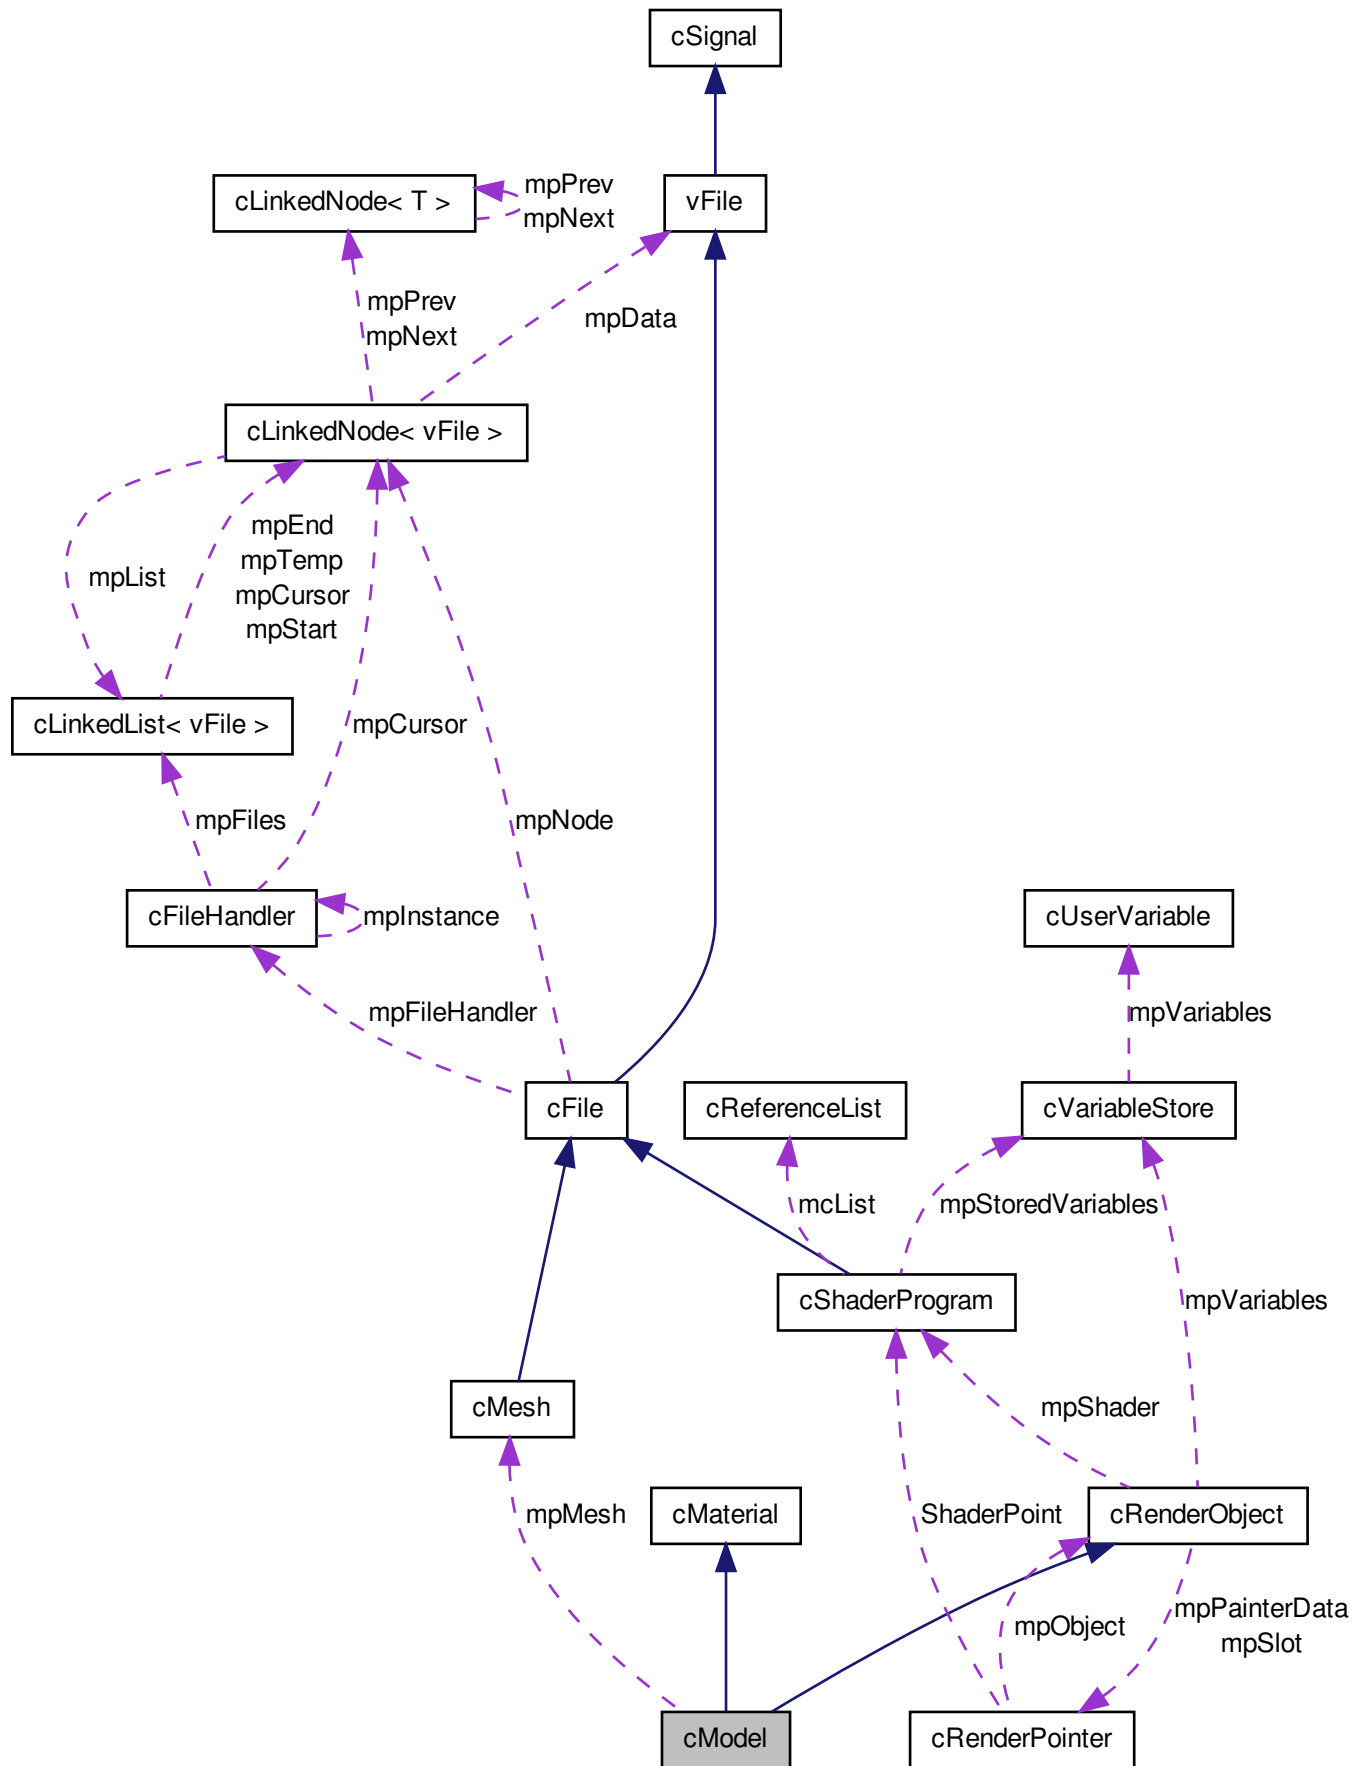 cSignal
mpPrev
mpNext
cLinkedNode< T >
vFile
mpPrev
mpNext
mpData
cLinkedNode< vFile >
mpEnd
mpTemp
mpCursor
mpStart
mpList
cLinkedList< vFile >
mpCursor
mpFiles
mpNode
cFileHandler
mpInstance
cUserVariable
mpFileHandler
mpVariables
cFile
cReferenceList
cVariableStore
mcList
mpStoredVariables
cShaderProgram
mpVariables
cMesh
mpShader
mpMesh
cMaterial
ShaderPoint
cRenderObject
mpObject
mpPainterData
mpSlot
cModel
cRenderPointer